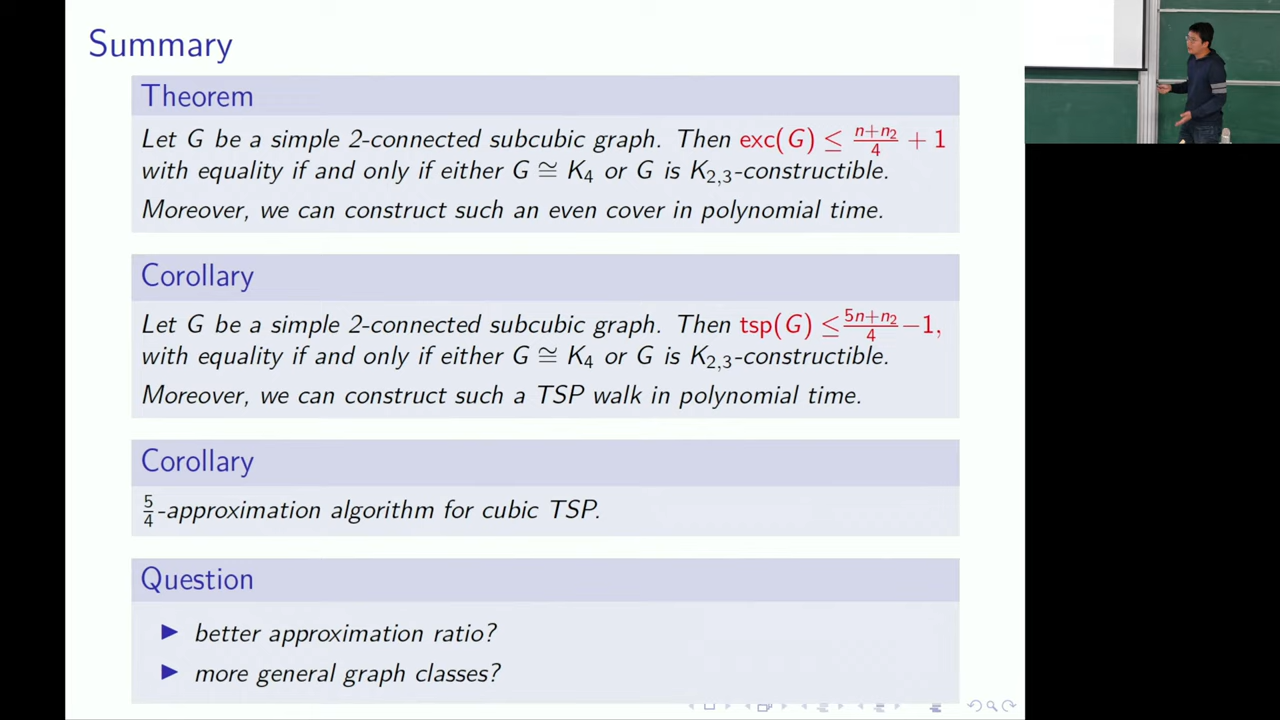 Summary
Theorem
Let G be a simple 2-connected subcubic graph. Then exc(G) ≤ (n+n₂)/4 + 1
with equality if and only if either G ≅ K₄ or G is K₂,₃-constructible.
Moreover, we can construct such an even cover in polynomial time.
Corollary
Let G be a simple 2-connected subcubic graph. Then tsp(G) ≤ (5n+n₂)/4 − 1,
with equality if and only if either G ≅ K₄ or G is K₂,₃-constructible.
Moreover, we can construct such a TSP walk in polynomial time.
Corollary
5/4-approximation algorithm for cubic TSP.
Question
▶ better approximation ratio?
▶ more general graph classes?